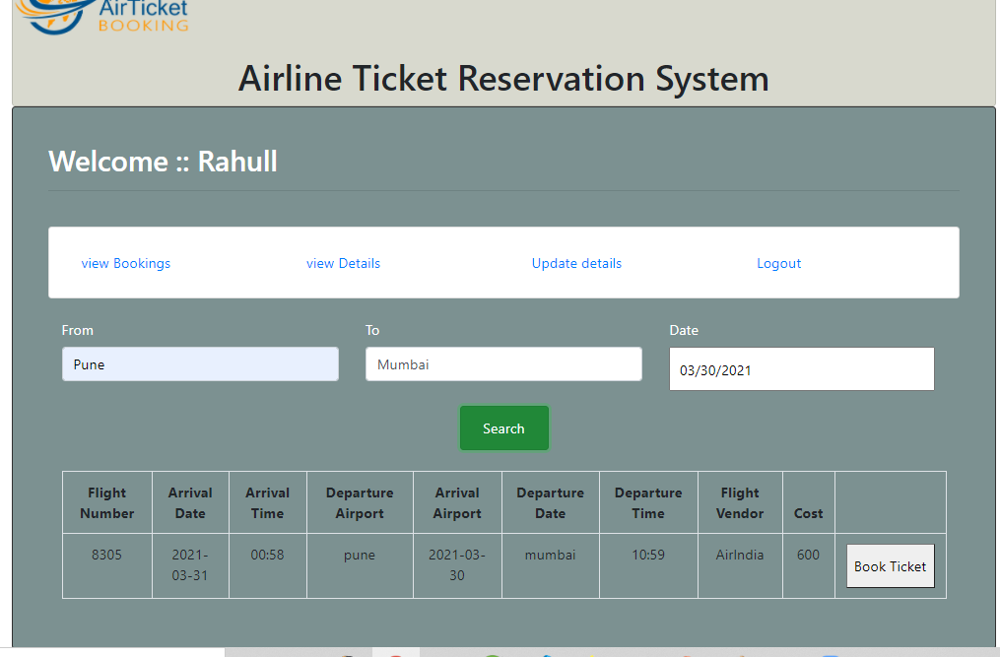 AirTicket
BOOKING
Airline Ticket Reservation System
Welcome :: Rahull
view Bookings view Details Update details Logout
From To Date
Pune Mumbai 03/30/2021
Search
Flight Number Arrival Date Arrival Time Departure Airport Arrival Airport Departure Date Departure Time Flight Vendor Cost
8305 2021-03-31 00:58 pune 2021-03-30 mumbai 10:59 AirIndia 600 Book Ticket